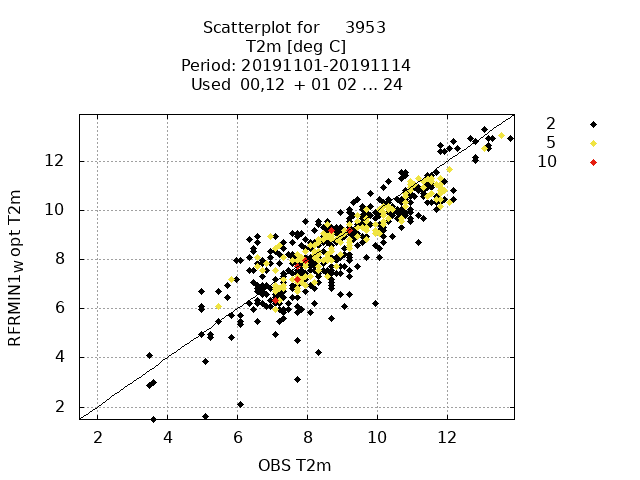 Scatterplot for 3953
T2m [deg C]
Period: 20191101-20191114
Used 00,12 + 01 02 ... 24
2
5
10
12
10
8
6
4
2
RFRMIN1_W opt T2m
2 4 6 8 10 12
OBS T2m